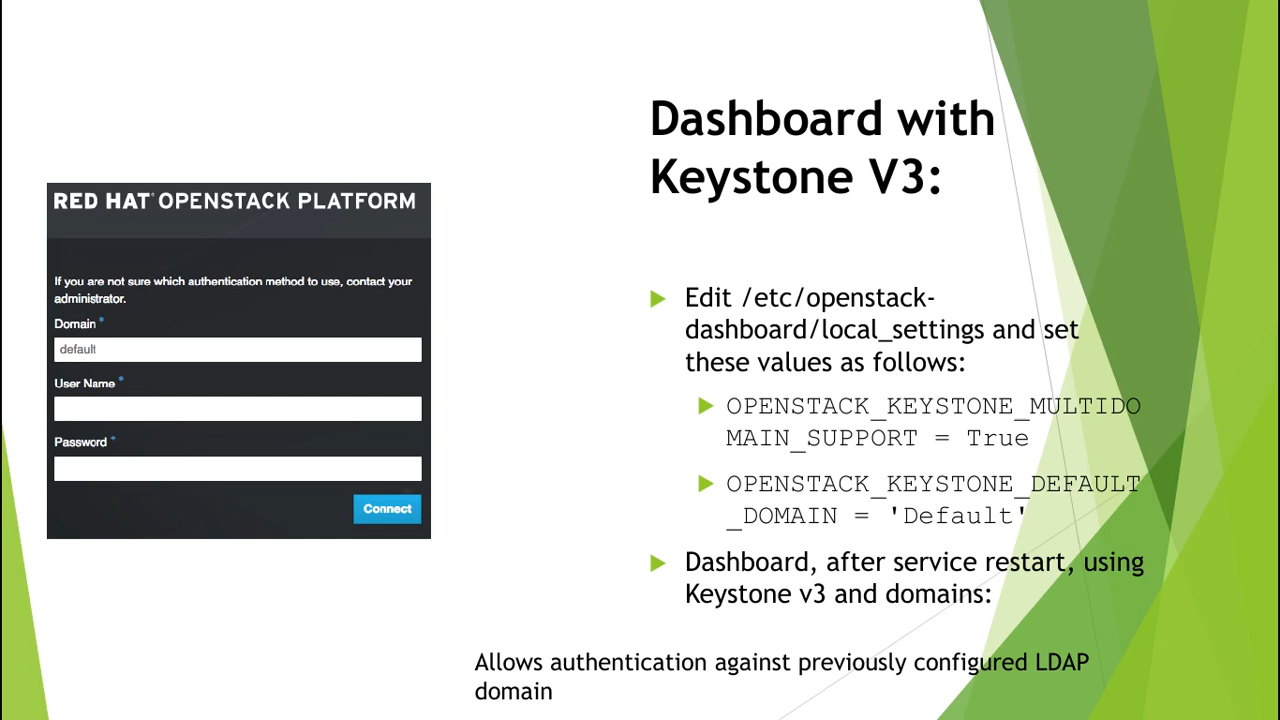 Dashboard with
Keystone V3:
RED HAT® OPENSTACK PLATFORM
If you are not sure which authentication method to use, contact your
administrator.
Domain *
default
User Name *
Password *
Connect
Edit /etc/openstack-
dashboard/local_settings and set
these values as follows:
OPENSTACK_KEYSTONE_MULTIDO
MAIN_SUPPORT = True
OPENSTACK_KEYSTONE_DEFAULT
_DOMAIN = 'Default'
Dashboard, after service restart, using
Keystone v3 and domains:
Allows authentication against previously configured LDAP
domain